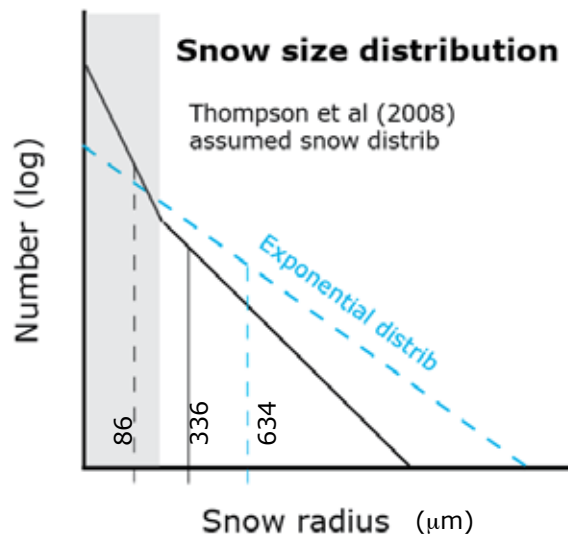 Snow size distribution
Thompson et al (2008)
assumed snow distrib
Number (log)
Exponential distrib
86
336
634
Snow radius (μm)